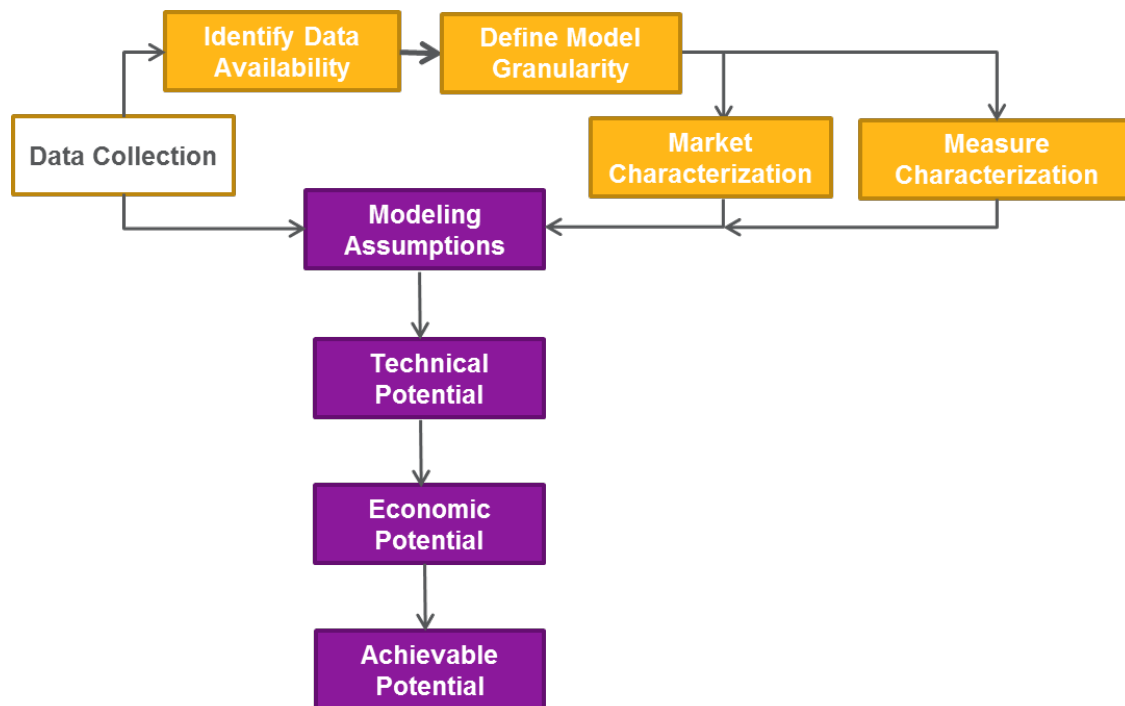 Identify Data
Availability
Define Model
Granularity
Data Collection
Market
Characterization
Measure
Characterization
Modeling
Assumptions
Technical
Potential
Economic
Potential
Achievable
Potential